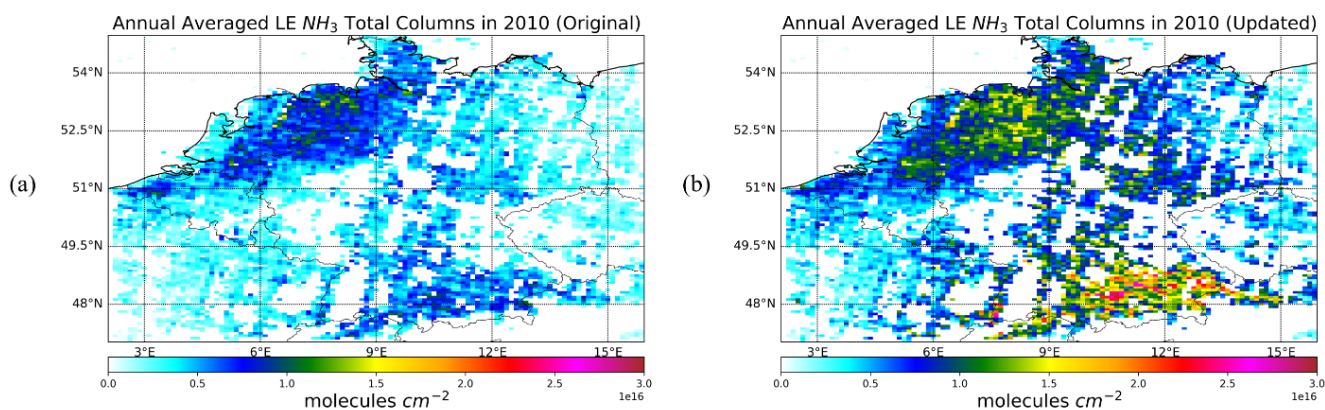 Annual Averaged LE NH₃ Total Columns in 2010 (Original)
54°N
52.5°N
(a)
51°N
49.5°N
48°N
3°E 6°E 9°E 12°E 15°E
0.0 0.5 1.0 1.5 2.0 2.5 3.0
1e16
molecules cm⁻²
Annual Averaged LE NH₃ Total Columns in 2010 (Updated)
54°N
52.5°N
(b)
51°N
49.5°N
48°N
3°E 6°E 9°E 12°E 15°E
0.0 0.5 1.0 1.5 2.0 2.5 3.0
1e16
molecules cm⁻²